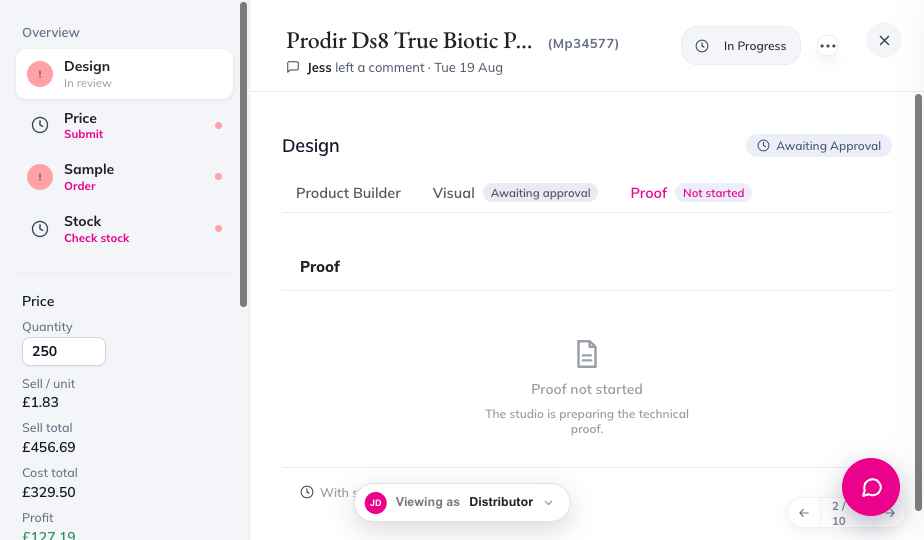 Overview
Design
In review
Price
Submit
Sample
Order
Stock
Check stock
Price
Quantity
250
Sell / unit
£1.83
Sell total
£456.69
Cost total
£329.50
Profit
£127.19
Prodir Ds8 True Biotic P... (Mp34577)
Jess left a comment · Tue 19 Aug
In Progress
Design
Awaiting Approval
Product Builder
Visual Awaiting approval
Proof Not started
Proof
Proof not started
The studio is preparing the technical
proof.
With
JD Viewing as Distributor
2 /
10